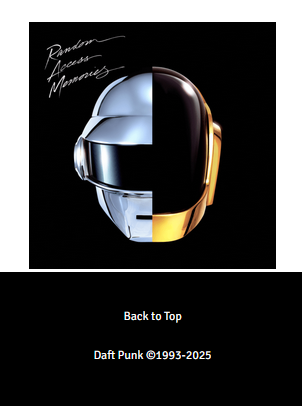 Random
Access
Memories
Back to Top
Daft Punk ©1993-2025